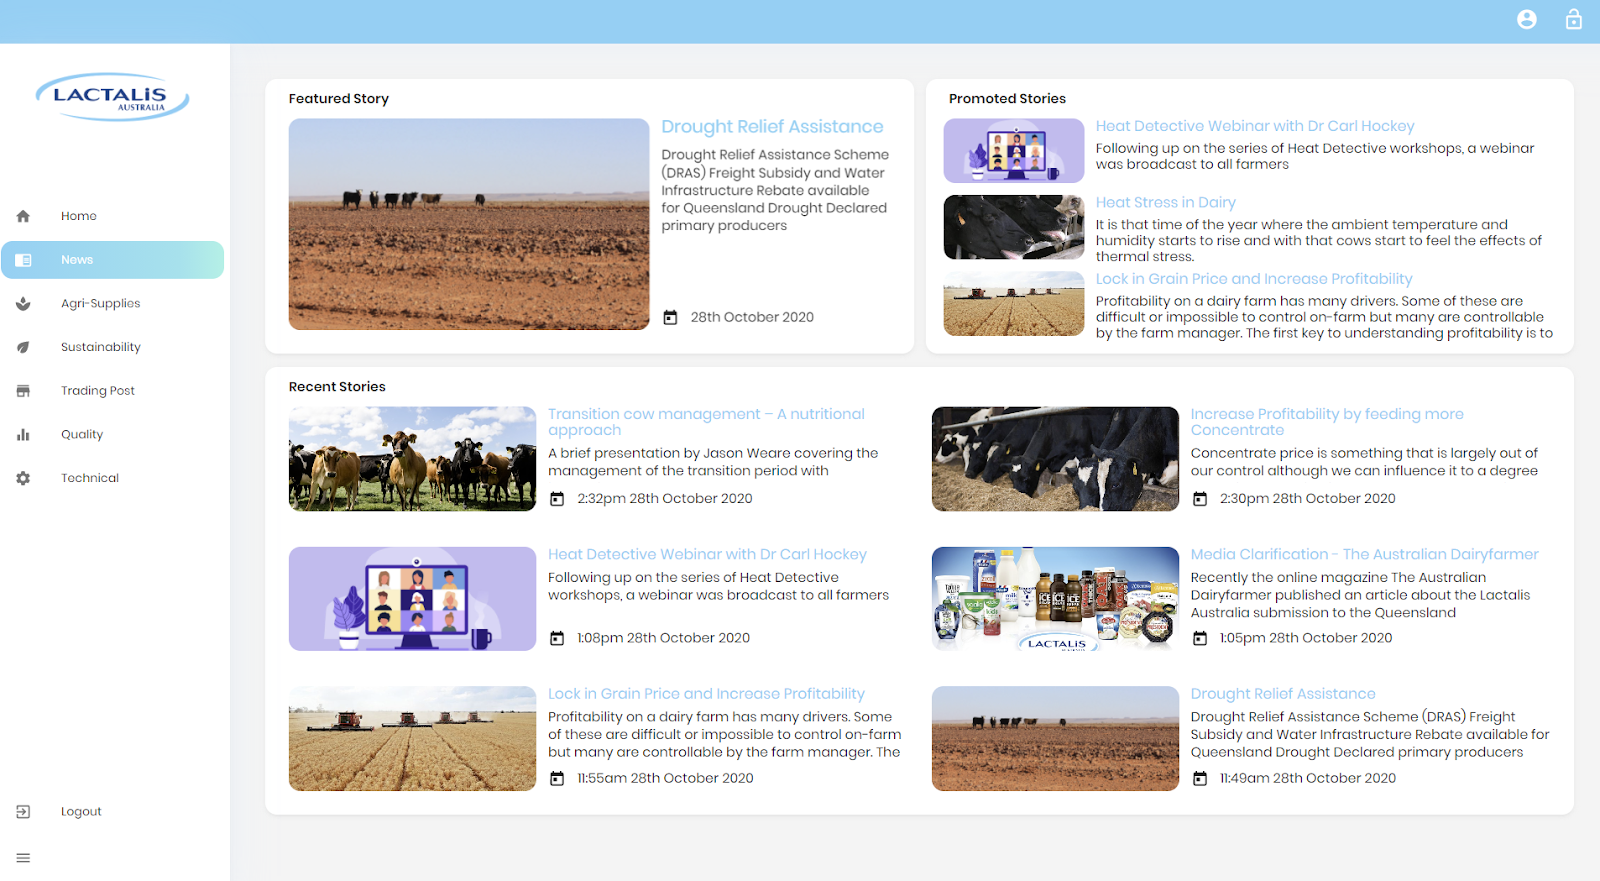 LACTALIS
AUSTRALIA
Home
News
Agri-Supplies
Sustainability
Trading Post
Quality
Technical
Logout
Featured Story
Drought Relief Assistance
Drought Relief Assistance Scheme
(DRAS) Freight Subsidy and Water
Infrastructure Rebate available
for Queensland Drought Declared
primary producers
28th October 2020
Promoted Stories
Heat Detective Webinar with Dr Carl Hockey
Following up on the series of Heat Detective workshops, a webinar
was broadcast to all farmers
Heat Stress in Dairy
It is that time of the year where the ambient temperature and
humidity starts to rise and with that cows start to feel the effects of
thermal stress.
Lock in Grain Price and Increase Profitability
Profitability on a dairy farm has many drivers. Some of these are
difficult or impossible to control on-farm but many are controllable
by the farm manager. The first key to understanding profitability is to
Recent Stories
Transition cow management – A nutritional
approach
A brief presentation by Jason Weare covering the
management of the transition period with
2:32pm 28th October 2020
Increase Profitability by feeding more
Concentrate
Concentrate price is something that is largely out of
our control although we can influence it to a degree
2:30pm 28th October 2020
Heat Detective Webinar with Dr Carl Hockey
Following up on the series of Heat Detective
workshops, a webinar was broadcast to all farmers
1:08pm 28th October 2020
LACTALIS
Media Clarification - The Australian Dairyfarmer
Recently the online magazine The Australian
Dairyfarmer published an article about the Lactalis
Australia submission to the Queensland
1:05pm 28th October 2020
Lock in Grain Price and Increase Profitability
Profitability on a dairy farm has many drivers. Some
of these are difficult or impossible to control on-farm
but many are controllable by the farm manager. The
11:55am 28th October 2020
Drought Relief Assistance
Drought Relief Assistance Scheme (DRAS) Freight
Subsidy and Water Infrastructure Rebate available for
Queensland Drought Declared primary producers
11:49am 28th October 2020